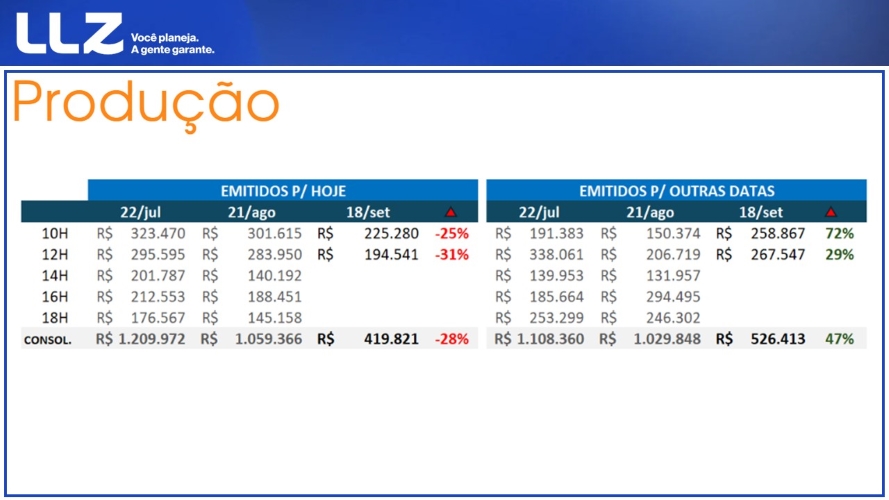 LLZ Você planeja.
A gente garante.
Produção
EMITIDOS P/ HOJE EMITIDOS P/ OUTRAS DATAS
22/jul 21/ago 18/set 22/jul 21/ago 18/set
10H R$ 323.470 R$ 301.615 R$ 225.280 -25% R$ 191.383 R$ 150.374 R$ 258.867 72%
12H R$ 295.595 R$ 283.950 R$ 194.541 -31% R$ 338.061 R$ 206.719 R$ 267.547 29%
14H R$ 201.787 R$ 140.192 R$ 139.953 R$ 131.957
16H R$ 212.553 R$ 188.451 R$ 185.664 R$ 294.495
18H R$ 176.567 R$ 145.158 R$ 253.299 R$ 246.302
CONSOL. R$ 1.209.972 R$ 1.059.366 R$ 419.821 -28% R$ 1.108.360 R$ 1.029.848 R$ 526.413 47%